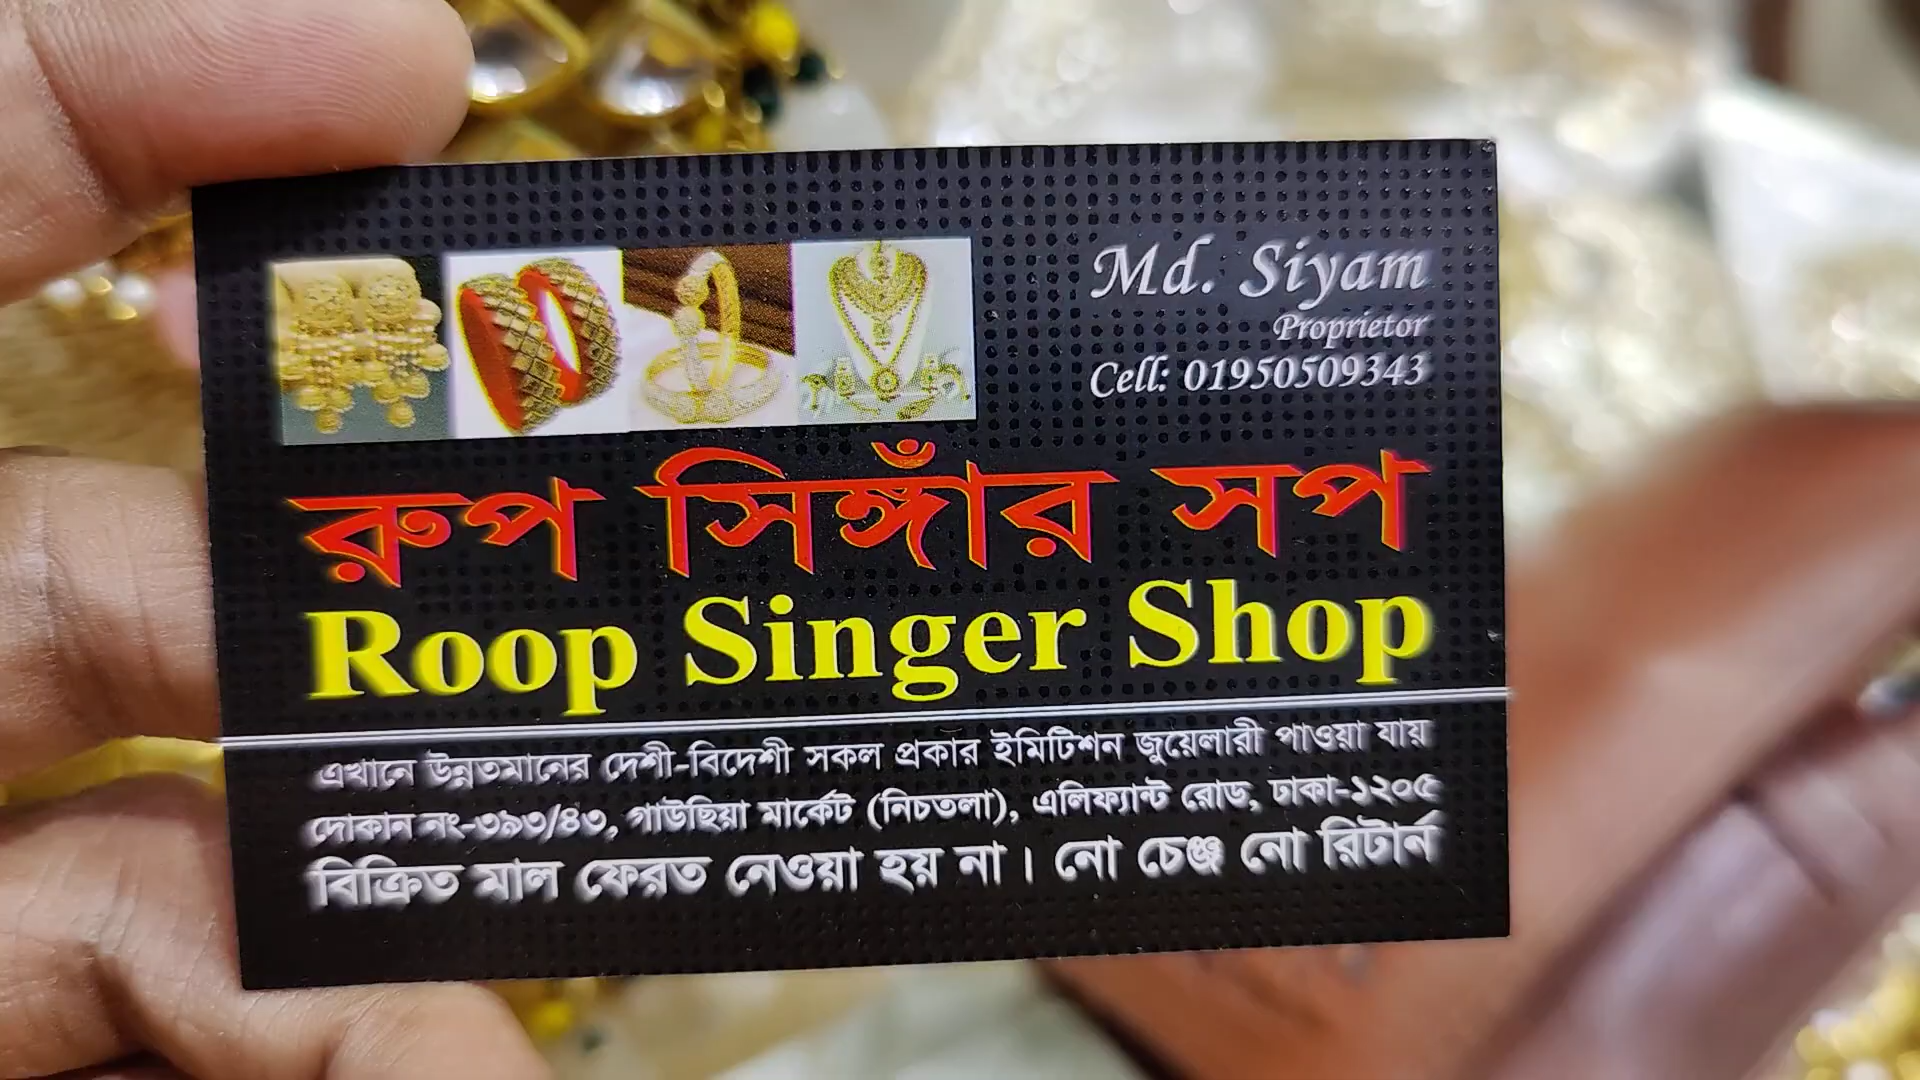 Md. Siyam
Proprietor
Cell: 01950509343
রুপ সিঙ্গাঁর সপ
Roop Singer Shop
এখানে উন্নতমানের দেশী-বিদেশী সকল প্রকার ইমিটিশন জুয়েলারী পাওয়া যায়
দোকান নং-৩৯৩/৪৩, গাউছিয়া মার্কেট (নিচতলা), এলিফ্যান্ট রোড, ঢাকা-১২০৫
বিক্রিত মাল ফেরত নেওয়া হয় না। নো চেঞ্জ নো রিটার্ন